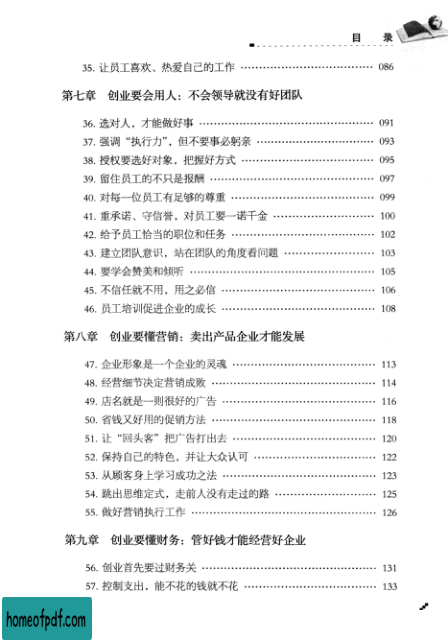 目 录
35. 让员工喜欢、热爱自己的工作 ………………………………… 086
第七章 创业要会用人：不会领导就没有好团队
36. 选对人，才能做好事 ………………………………… 091
37. 强调“执行力”，但不要事必躬亲 ………………………………… 093
38. 授权要选好对象，把握好方式 ………………………………… 095
39. 留住员工的不只是报酬 ………………………………… 097
40. 对每一位员工有足够的尊重 ………………………………… 099
41. 重承诺、守信誉，对员工要一诺千金 ………………………………… 100
42. 给予员工恰当的职位和任务 ………………………………… 102
43. 建立团队意识，站在团队的角度看问题 ………………………………… 103
44. 要学会赞美和倾听 ………………………………… 105
45. 不信任就不用，用之必信 ………………………………… 106
46. 员工培训促进企业的成长 ………………………………… 108
第八章 创业要懂营销：卖出产品企业才能发展
47. 企业形象是一个企业的灵魂 ………………………………… 113
48. 经营细节决定营销成败 ………………………………… 114
49. 店名就是一则很好的广告 ………………………………… 116
50. 省钱又好用的促销方法 ………………………………… 118
51. 让“回头客”把广告打出去 ………………………………… 120
52. 保持自己的特色，并让大众认可 ………………………………… 122
53. 从顾客身上学习成功之法 ………………………………… 123
54. 跳出思维定式，走前人没有走过的路 ………………………………… 125
55. 做好营销执行工作 ………………………………… 126
第九章 创业要懂财务：管好钱才能经营好企业
56. 创业首先要过财务关 ………………………………… 131
57. 控制支出，能不花的钱就不花 ………………………………… 133
homeofpdf.com